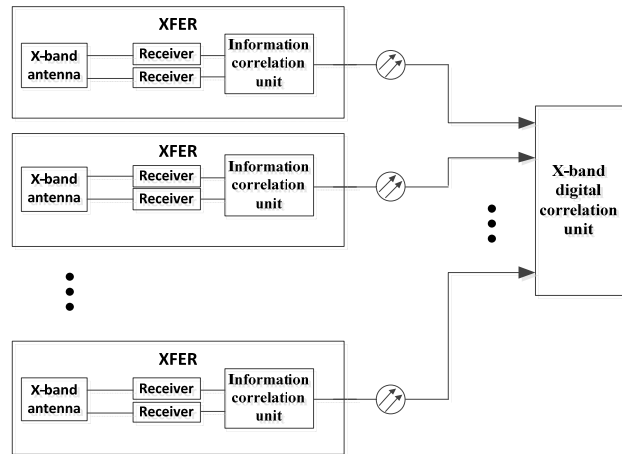 XFER
X-band
antenna
Receiver
Receiver
Information
correlation
unit
XFER
X-band
antenna
Receiver
Receiver
Information
correlation
unit
XFER
X-band
antenna
Receiver
Receiver
Information
correlation
unit
X-band
digital
correlation
unit